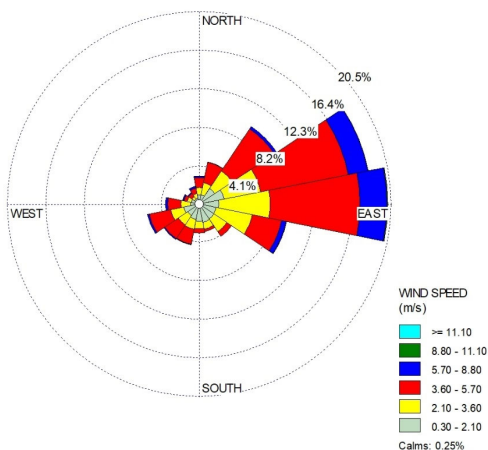 NORTH
20.5%
16.4%
12.3%
8.2%
4.1%
WEST
EAST
SOUTH
WIND SPEED
(m/s)
>= 11.10
8.80 - 11.10
5.70 - 8.80
3.60 - 5.70
2.10 - 3.60
0.30 - 2.10
Calms: 0.25%